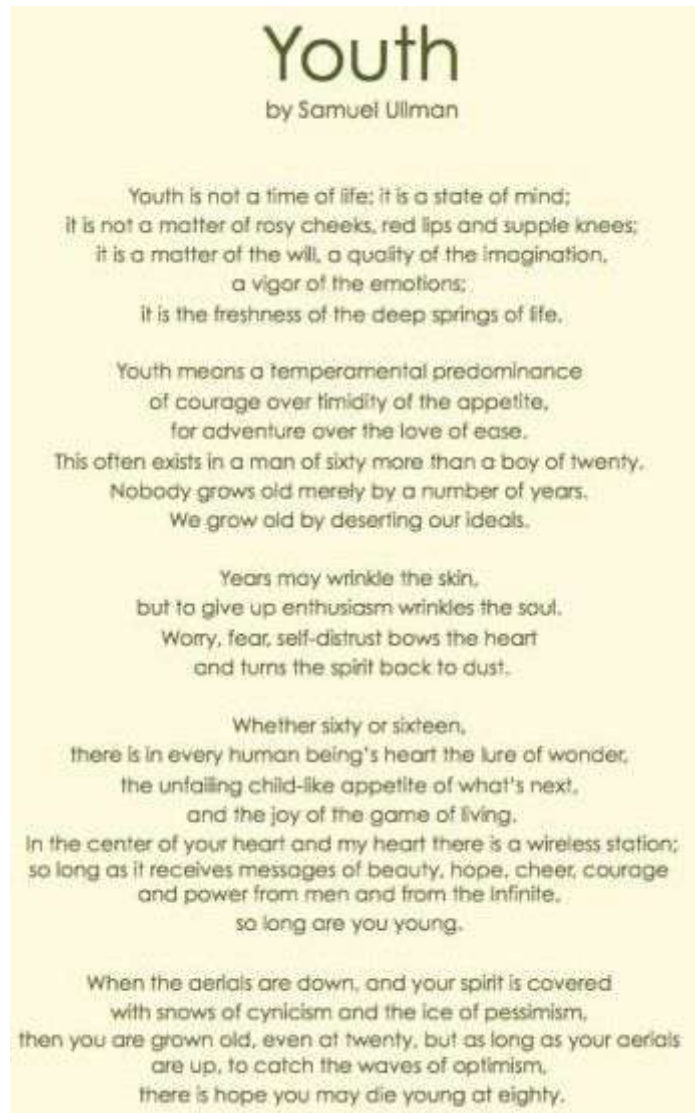 Youth
by Samuel Ullman
Youth is not a time of life; it is a state of mind;
it is not a matter of rosy cheeks, red lips and supple knees;
it is a matter of the will, a quality of the imagination,
a vigor of the emotions;
it is the freshness of the deep springs of life.
Youth means a temperamental predominance
of courage over timidity of the appetite,
for adventure over the love of ease.
This often exists in a man of sixty more than a boy of twenty.
Nobody grows old merely by a number of years.
We grow old by deserting our ideals.
Years may wrinkle the skin,
but to give up enthusiasm wrinkles the soul.
Worry, fear, self-distrust bows the heart
and turns the spirit back to dust.
Whether sixty or sixteen,
there is in every human being's heart the lure of wonder,
the unfailing child-like appetite of what's next,
and the joy of the game of living.
In the center of your heart and my heart there is a wireless station;
so long as it receives messages of beauty, hope, cheer, courage
and power from men and from the Infinite,
so long are you young.
When the aerials are down, and your spirit is covered
with snows of cynicism and the ice of pessimism,
then you are grown old, even at twenty, but as long as your aerials
are up, to catch the waves of optimism,
there is hope you may die young at eighty.